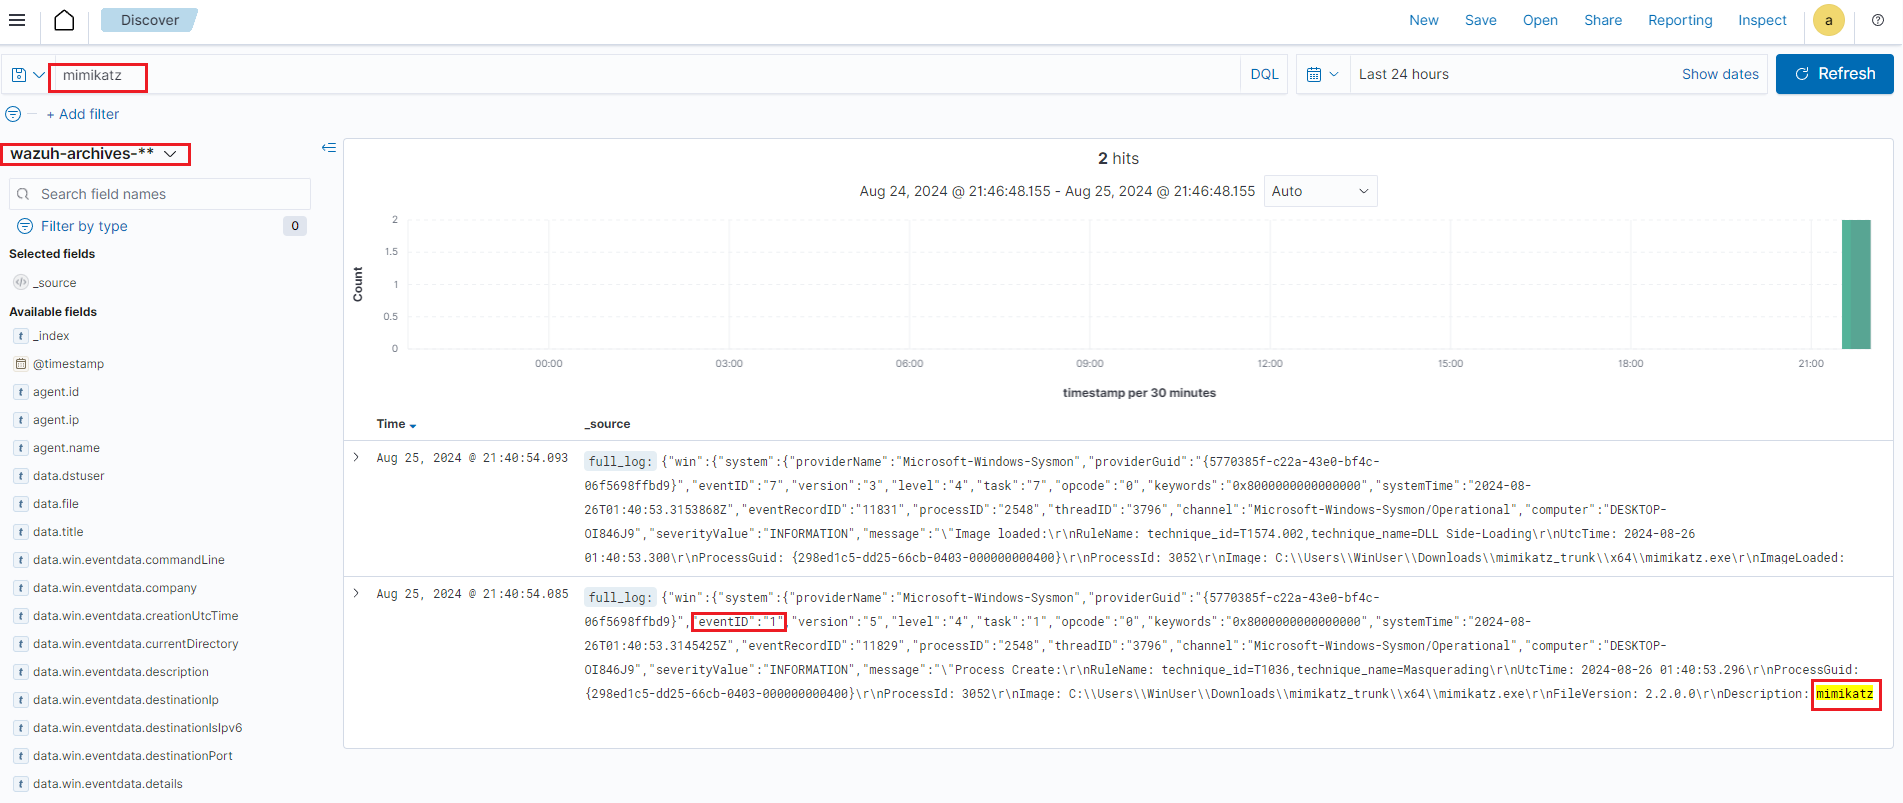 Discover
New Save Open Share Reporting Inspect a
mimikatz
DQL
Last 24 hours
Show dates
Refresh
+ Add filter
wazuh-archives-**
Search field names
Filter by type 0
Selected fields
_source
Available fields
_index
@timestamp
agent.id
agent.ip
agent.name
data.dstuser
data.file
data.title
data.win.eventdata.commandLine
data.win.eventdata.company
data.win.eventdata.creationUtcTime
data.win.eventdata.currentDirectory
data.win.eventdata.description
data.win.eventdata.destinationIp
data.win.eventdata.destinationIsIpv6
data.win.eventdata.destinationPort
data.win.eventdata.details
2 hits
Aug 24, 2024 @ 21:46:48.155 - Aug 25, 2024 @ 21:46:48.155 Auto
Count
2
1.5
1
0.5
0
00:00 03:00 06:00 09:00 12:00 15:00 18:00 21:00
timestamp per 30 minutes
Time _source
Aug 25, 2024 @ 21:40:54.093
full_log: {"win":{"system":{"providerName":"Microsoft-Windows-Sysmon","providerGuid":"{5770385f-c22a-43e0-bf4c-
06f5698ffbd9}","eventID":"7","version":"3","level":"4","task":"7","opcode":"0","keywords":"0x8000000000000000","systemTime":"2024-08-
26T01:40:53.3153868Z","eventRecordID":"11831","processID":"2548","threadID":"3796","channel":"Microsoft-Windows-Sysmon/Operational","computer":"DESKTOP-
OI846J9","severityValue":"INFORMATION","message":"\"Image loaded:\r\nRuleName: technique_id=T1574.002,technique_name=DLL Side-Loading\r\nUtcTime: 2024-08-26
01:40:53.300\r\nProcessGuid: {298ed1c5-dd25-66cb-0403-000000000400}\r\nProcessId: 3052\r\nImage: C:\\Users\\WinUser\\Downloads\\mimikatz_trunk\\x64\\mimikatz.exe\r\nImageLoaded:
Aug 25, 2024 @ 21:40:54.085
full_log: {"win":{"system":{"providerName":"Microsoft-Windows-Sysmon","providerGuid":"{5770385f-c22a-43e0-bf4c-
06f5698ffbd9}","eventID":"1","version":"5","level":"4","task":"1","opcode":"0","keywords":"0x8000000000000000","systemTime":"2024-08-
26T01:40:53.3145425Z","eventRecordID":"11829","processID":"2548","threadID":"3796","channel":"Microsoft-Windows-Sysmon/Operational","computer":"DESKTOP-
OI846J9","severityValue":"INFORMATION","message":"\"Process Create:\r\nRuleName: technique_id=T1036,technique_name=Masquerading\r\nUtcTime: 2024-08-26 01:40:53.296\r\nProcessGuid:
{298ed1c5-dd25-66cb-0403-000000000400}\r\nProcessId: 3052\r\nImage: C:\\Users\\WinUser\\Downloads\\mimikatz_trunk\\x64\\mimikatz.exe\r\nFileVersion: 2.2.0.0\r\nDescription: mimikatz